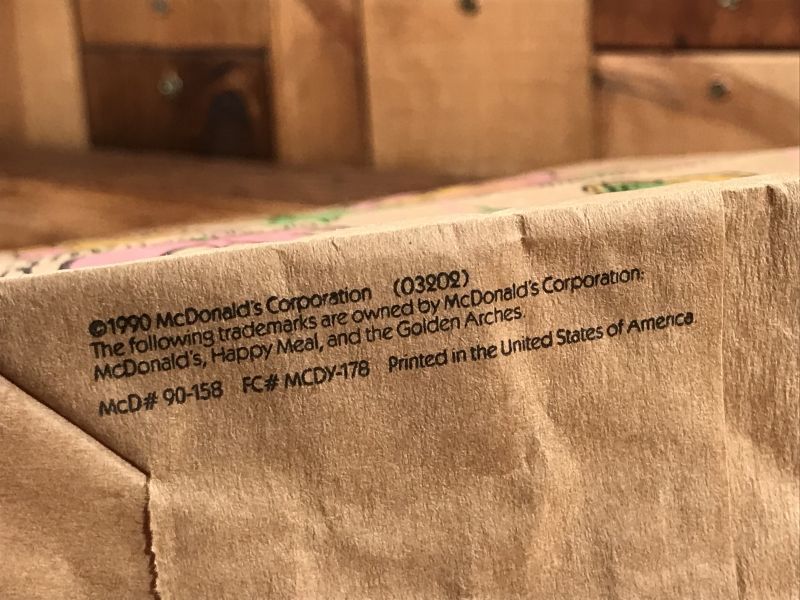 ©1990 McDonald's Corporation (03202)
The following trademarks are owned by McDonald's Corporation:
McDonald's, Happy Meal, and the Golden Arches.
McD# 90-158 FC# MCDY-178 Printed in the United States of America